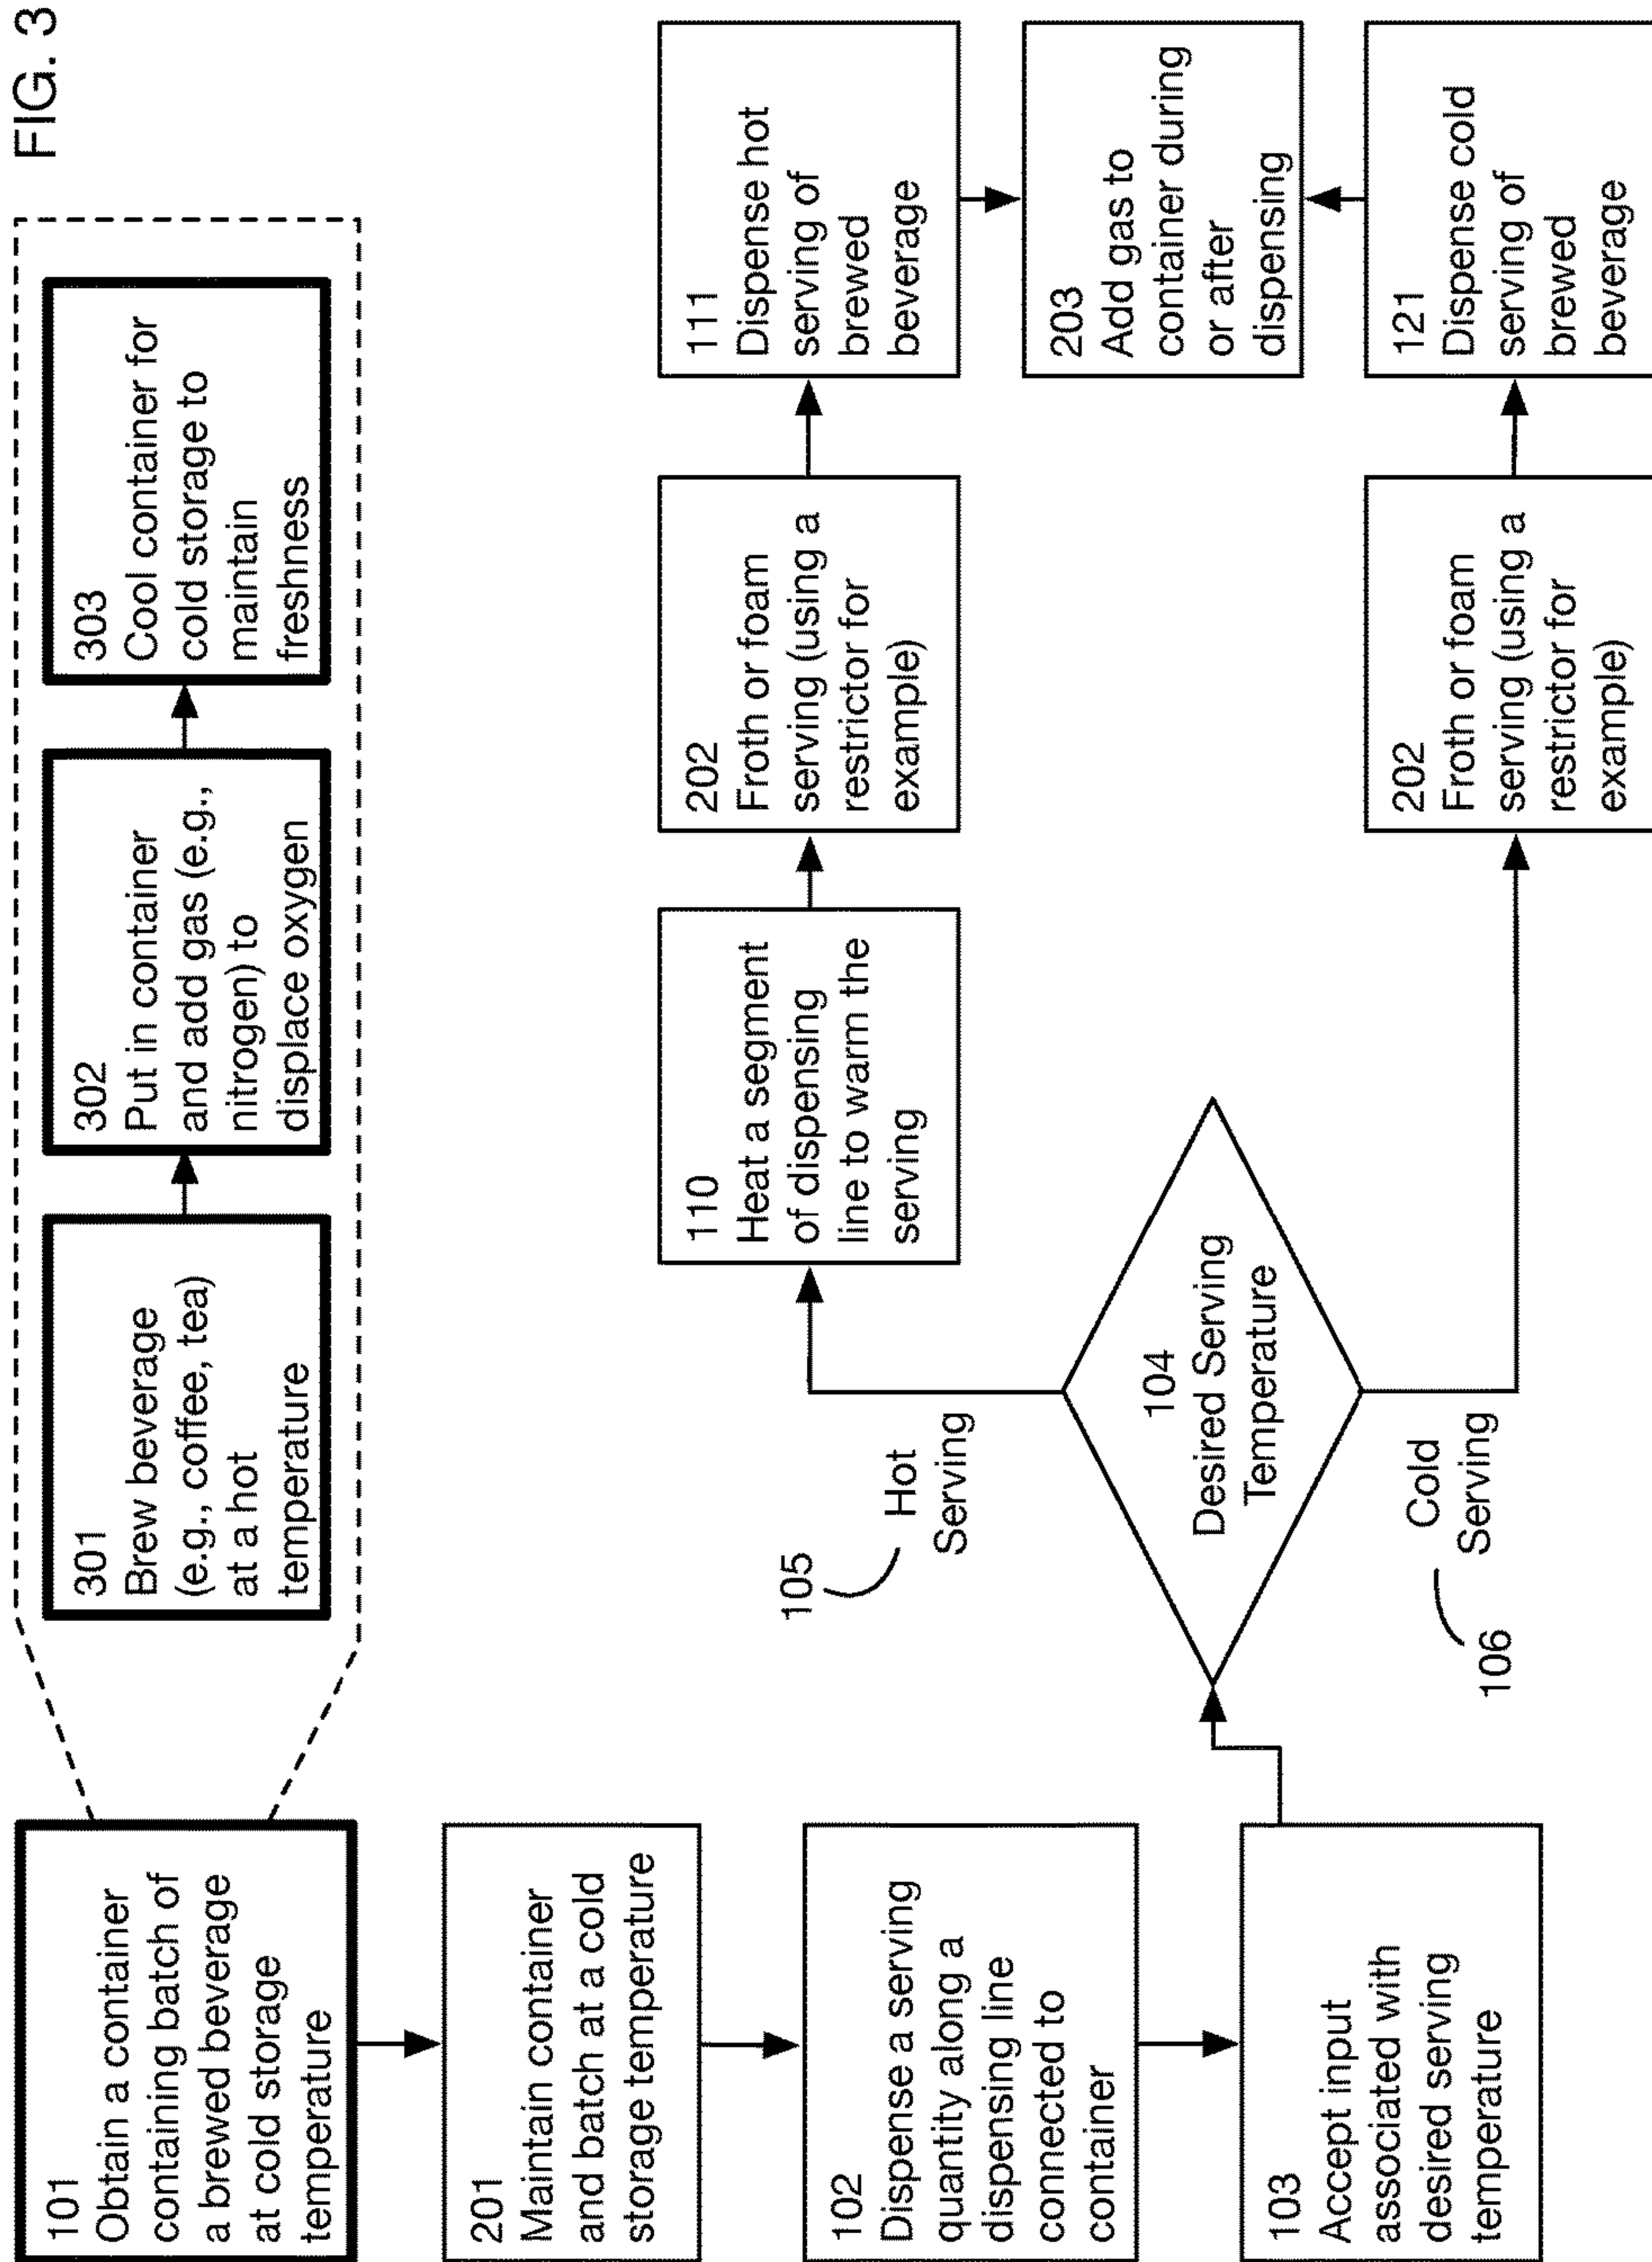 FIG. 3
101
Obtain a container
containing batch of
a brewed beverage
at cold storage
temperature
301
Brew beverage
(e.g., coffee, tea)
at a hot
temperature
302
Put in container
and add gas (e.g.,
nitrogen) to
displace oxygen
303
Cool container for
cold storage to
maintain
freshness
201
Maintain container
and batch at a cold
storage temperature
102
Dispense a serving
quantity along a
dispensing line
connected to
container
103
Accept input
associated with
desired serving
temperature
104
Desired Serving
Temperature
105
Hot
Serving
110
Heat a segment
of dispensing
line to warm the
serving
202
Froth or foam
serving (using a
restrictor for
example)
111
Dispense hot
serving of
brewed
beverage
203
Add gas to
container during
or after
dispensing
106
Cold
Serving
202
Froth or foam
serving (using a
restrictor for
example)
121
Dispense cold
serving of
brewed
beverage